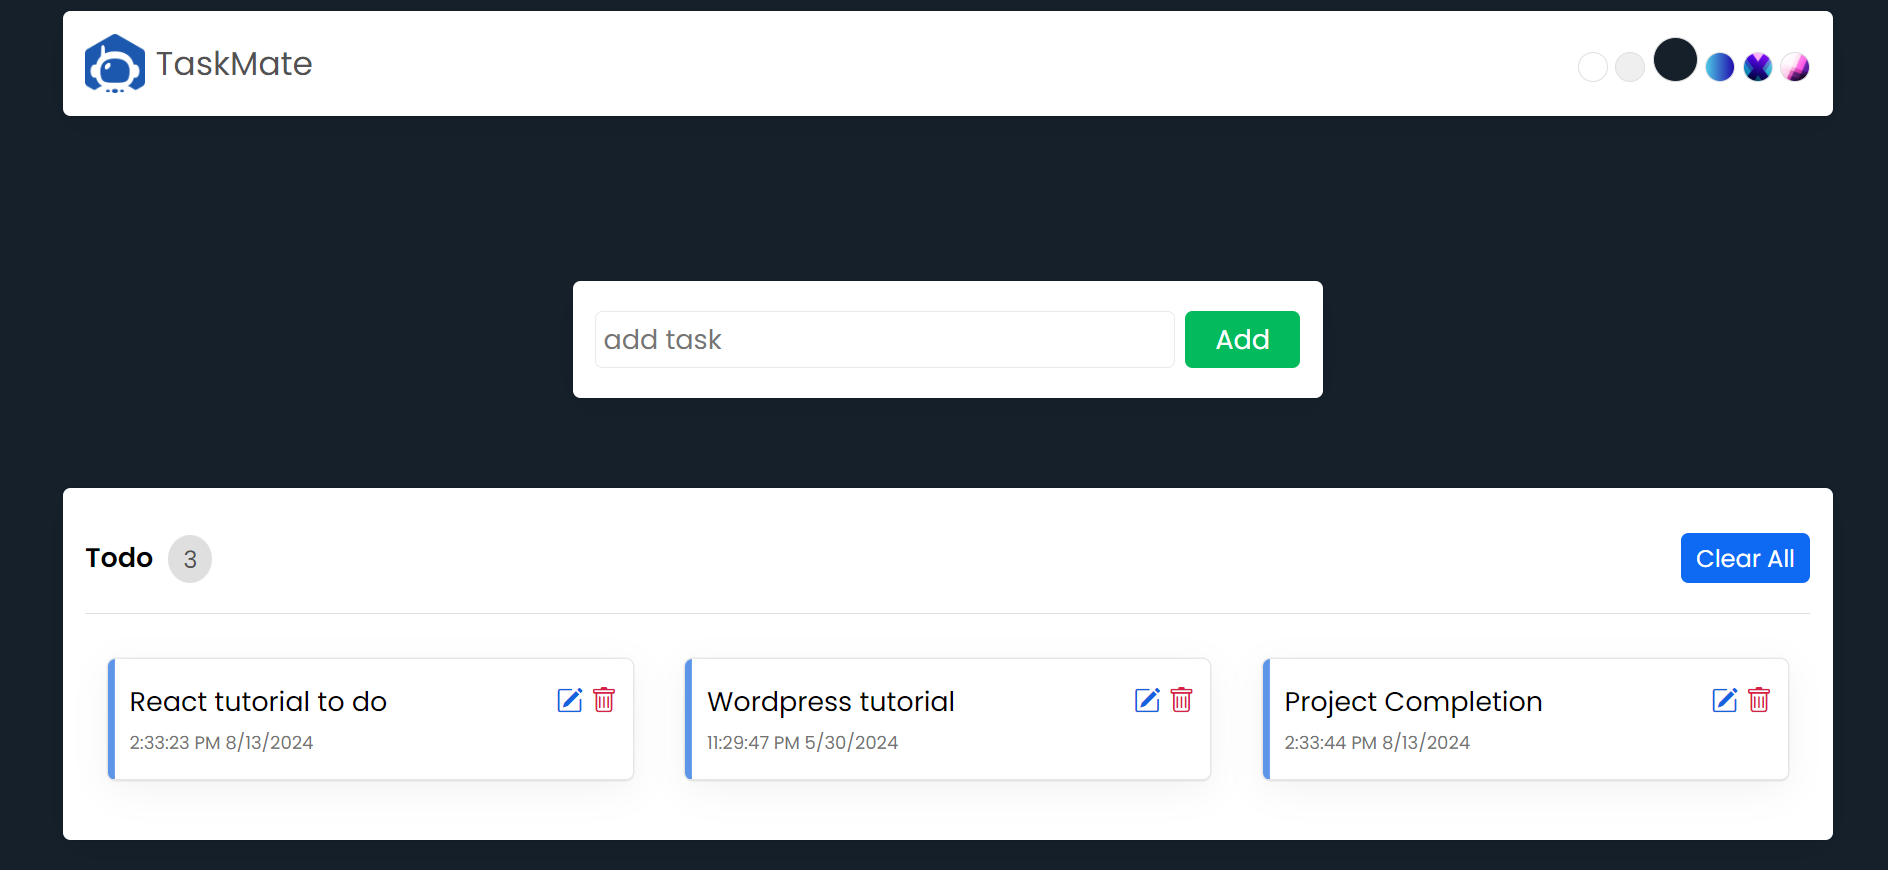 TaskMate
add task
Add
Todo 3
Clear All
React tutorial to do
2:33:23 PM 8/13/2024
Wordpress tutorial
11:29:47 PM 5/30/2024
Project Completion
2:33:44 PM 8/13/2024